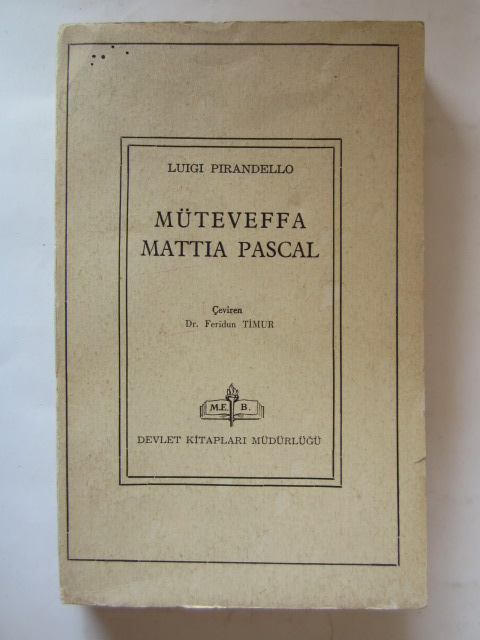 LUIGI PIRANDELLO
MÜTEVEFFA
MATTIA PASCAL
Çeviren
Dr. Feridun TİMUR
M.E. B.
DEVLET KİTAPLARI MÜDÜRLÜĞÜ